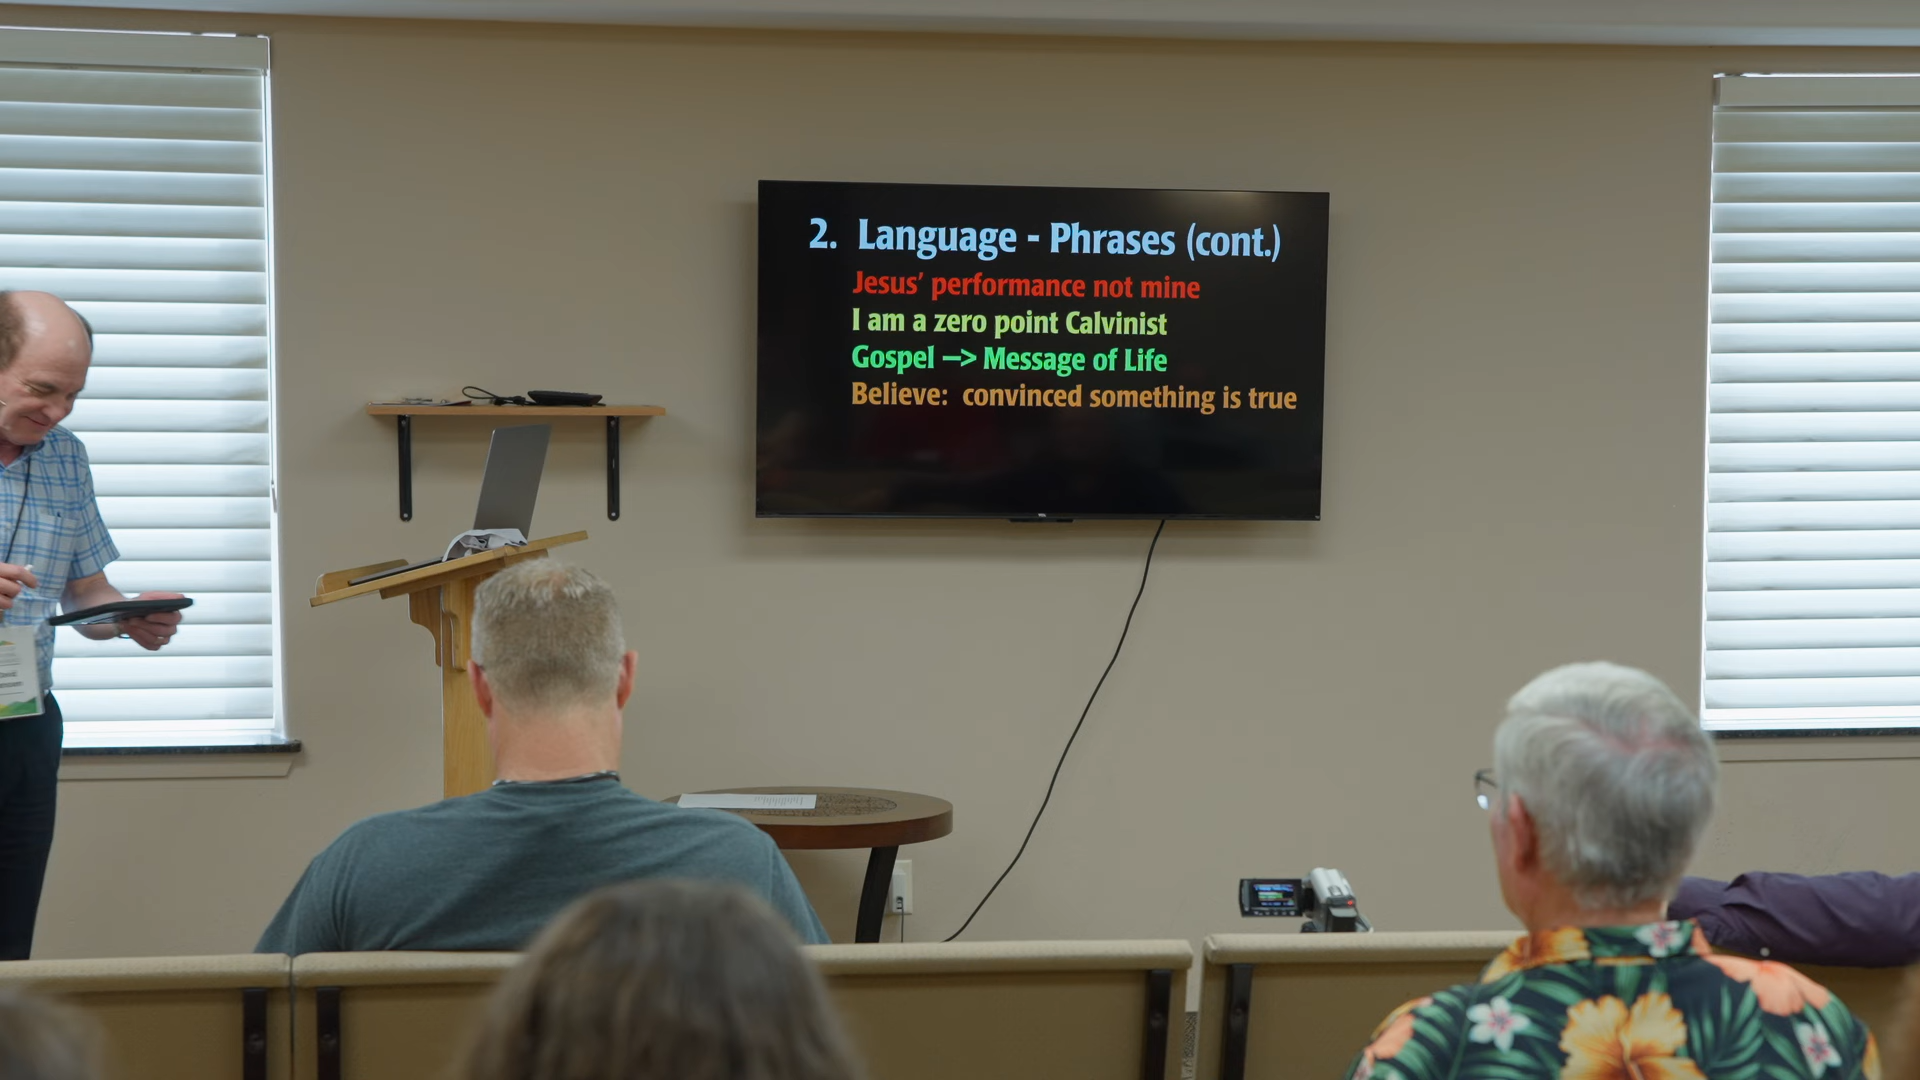 2. Language - Phrases (cont.)
Jesus’ performance not mine
I am a zero point Calvinist
Gospel —> Message of Life
Believe: convinced something is true
TCL